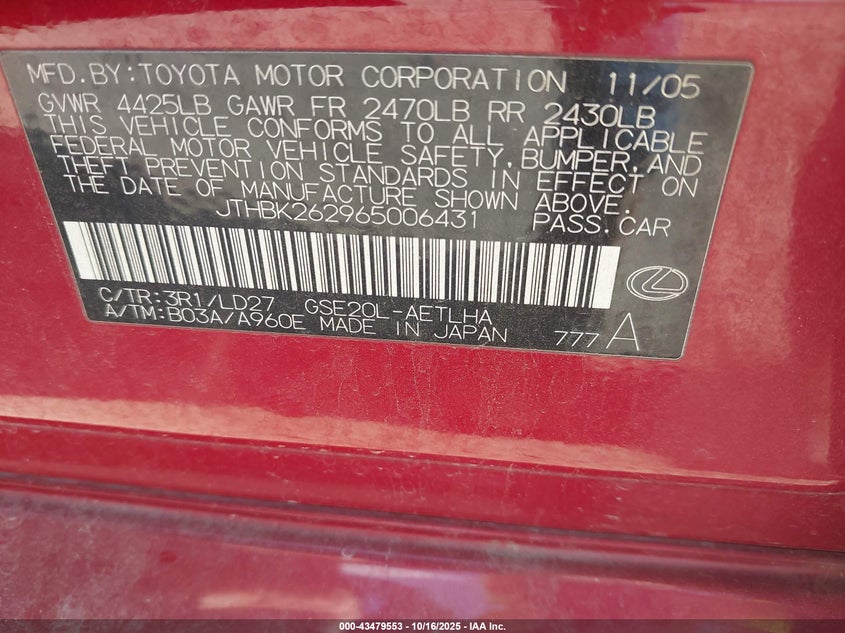 MFD.BY:TOYOTA MOTOR CORPORATION 11/05
GVWR 4425LB GAWR FR 2470LB RR 2430LB
THIS VEHICLE CONFORMS TO ALL APPLICABLE
FEDERAL MOTOR VEHICLE SAFETY,BUMPER,AND
THEFT PREVENTION STANDARDS IN EFFECT ON
THE DATE OF MANUFACTURE SHOWN ABOVE.
JTHBK262965006431 PASS.CAR
C/TR:3R1/LD27 GSE20L-AETLHA
A/TM:B03A/A960E MADE IN JAPAN 777A
000-43479553 - 10/16/2025 - IAA Inc.